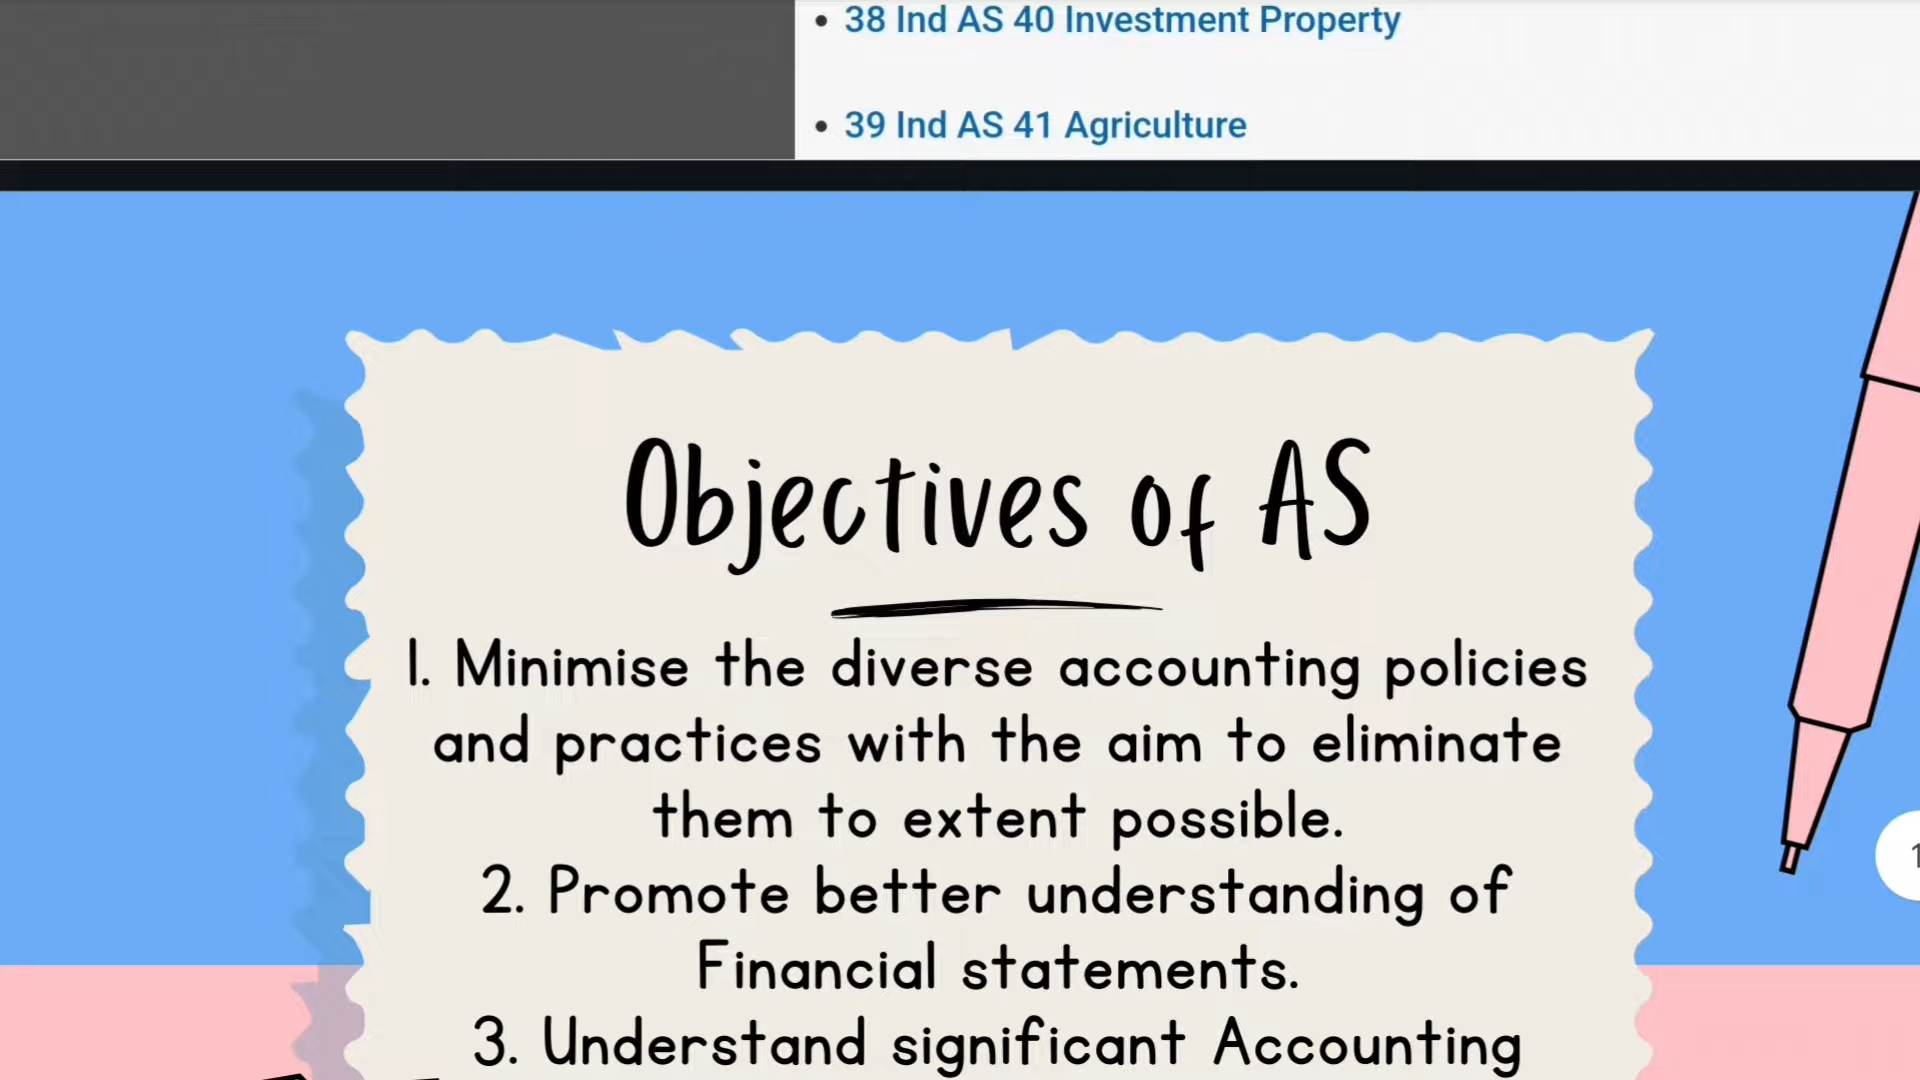 38 Ind AS 40 Investment Property
39 Ind AS 41 Agriculture
Objectives of AS
1. Minimise the diverse accounting policies
and practices with the aim to eliminate
them to extent possible.
2. Promote better understanding of
Financial statements.
3. Understand significant Accounting
1